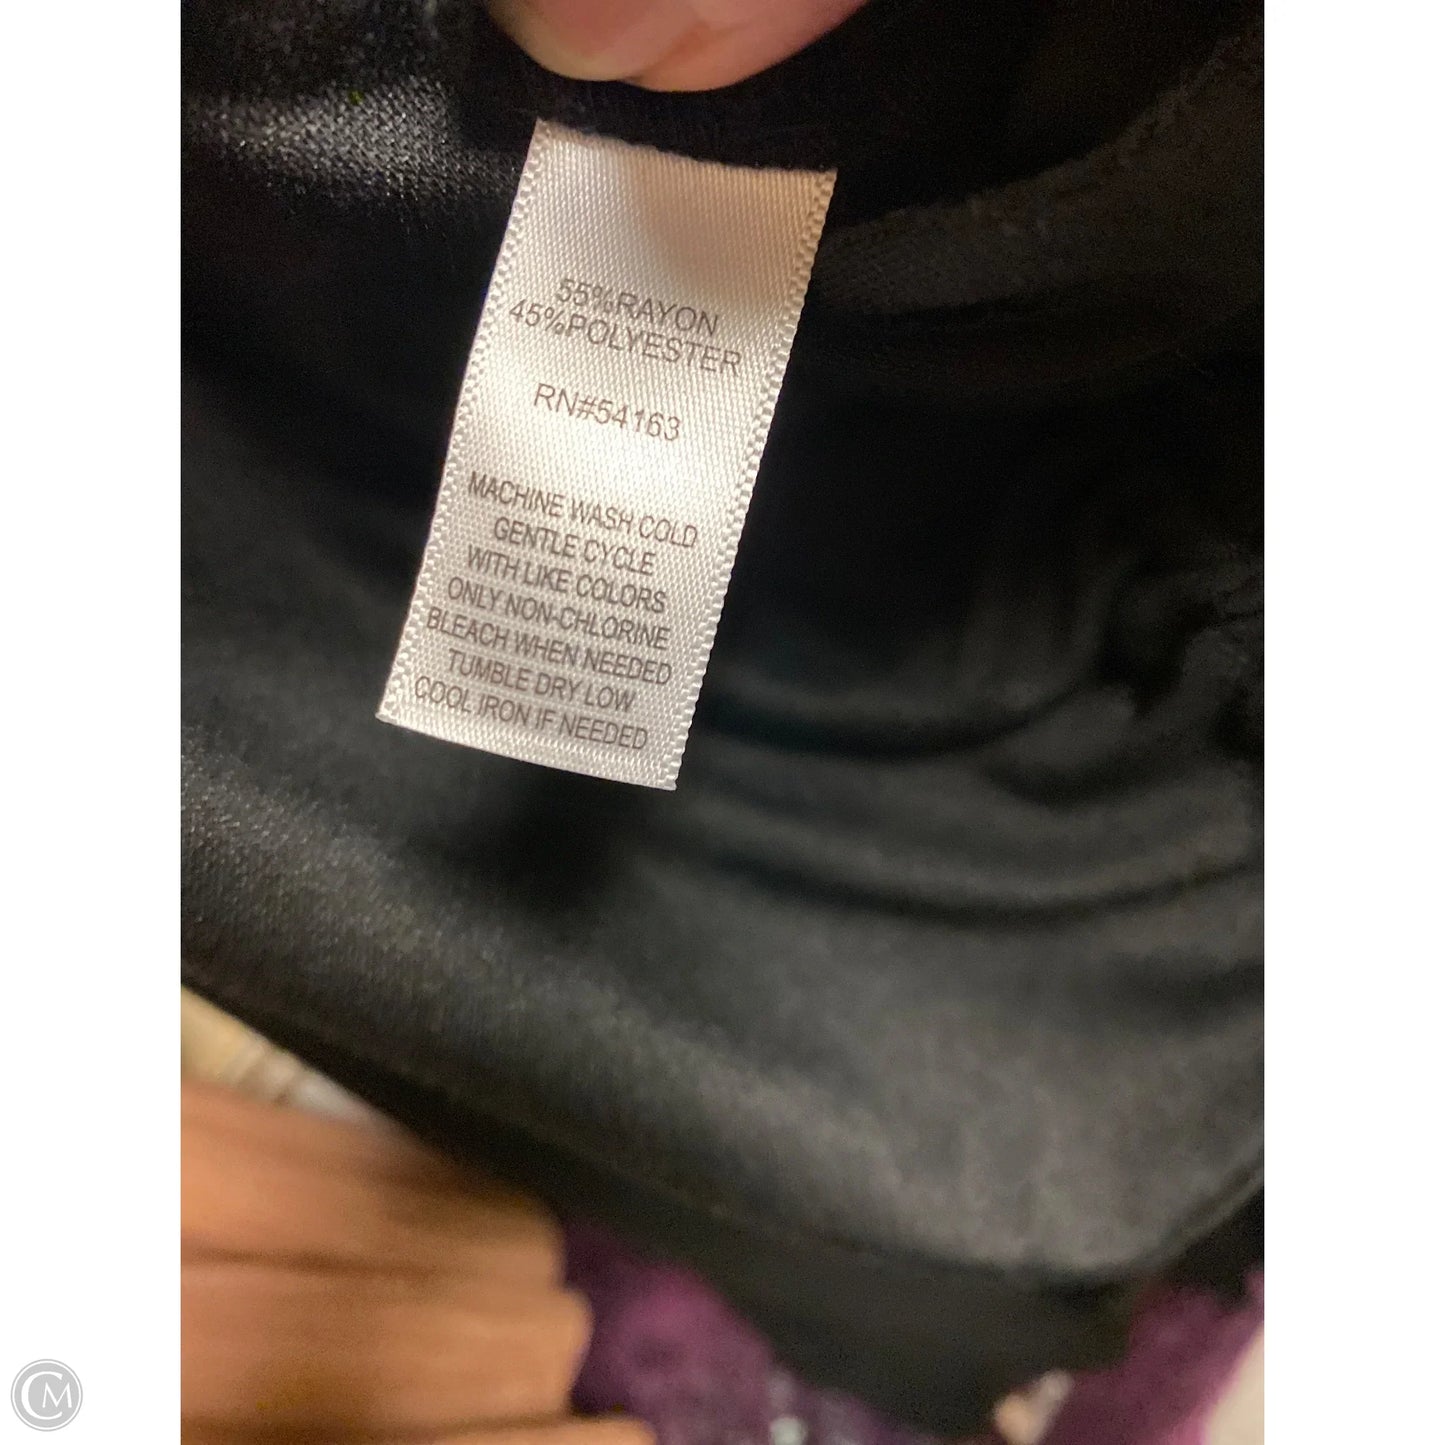 55%RAYON
45%POLYESTER
RN#54163
MACHINE WASH COLD
GENTLE CYCLE
WITH LIKE COLORS
ONLY NON-CHLORINE
BLEACH WHEN NEEDED
TUMBLE DRY LOW
COOL IRON IF NEEDED
CM